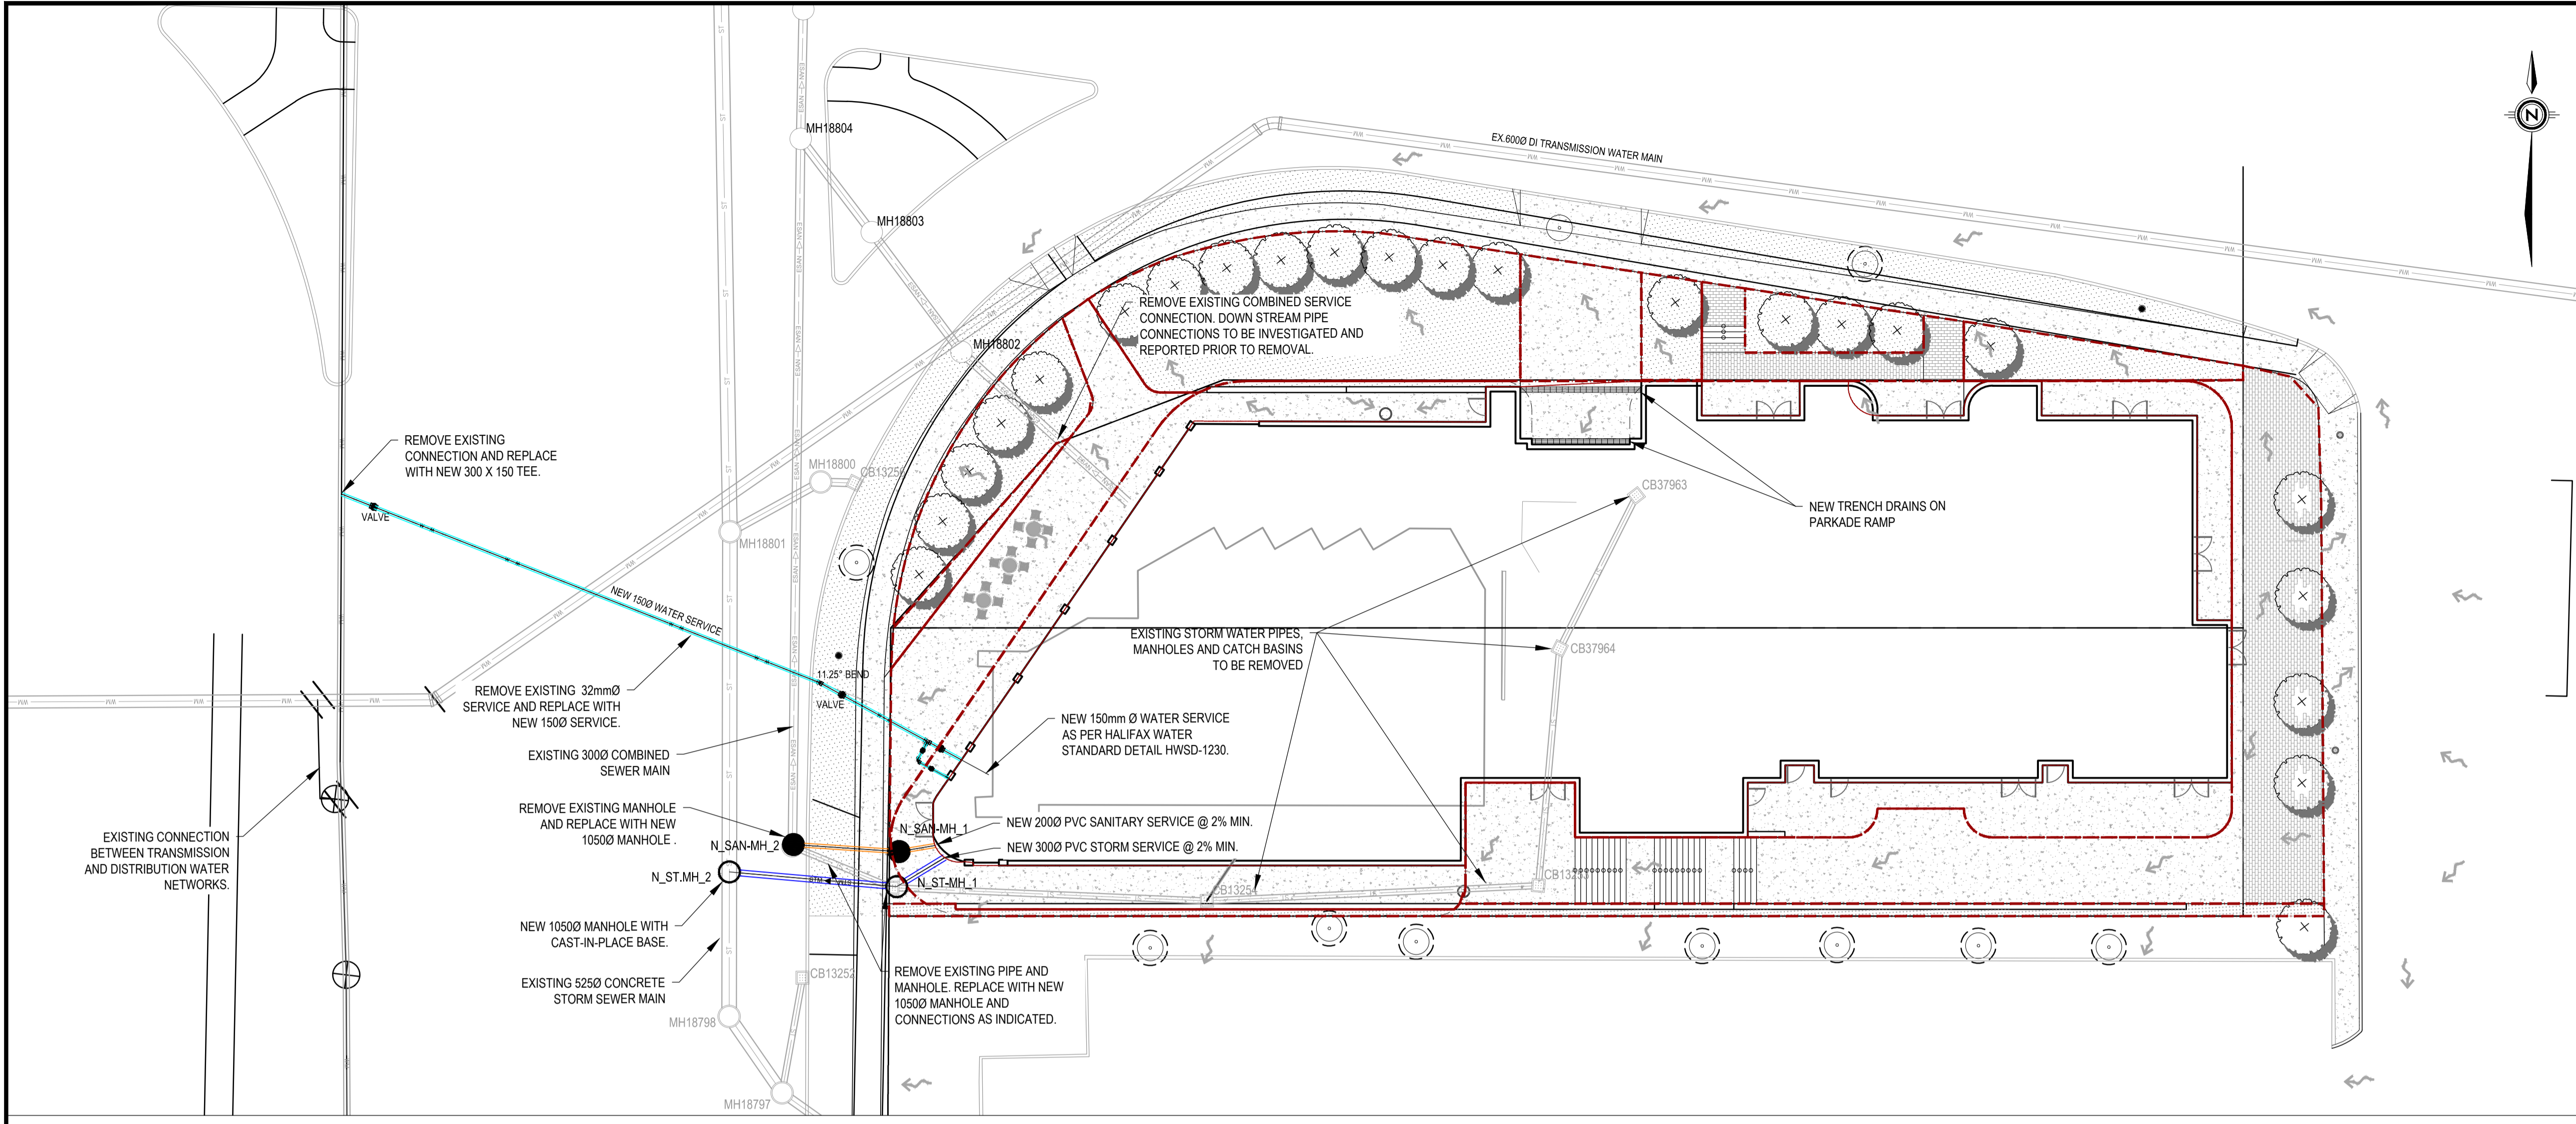 MH18804
EX.600Ø DI TRANSMISSION WATER MAIN
N
MH18803
REMOVE EXISTING COMBINED SERVICE
CONNECTION. DOWN STREAM PIPE
CONNECTIONS TO BE INVESTIGATED AND
REPORTED PRIOR TO REMOVAL.
MH18802
REMOVE EXISTING
CONNECTION AND REPLACE
WITH NEW 300 X 150 TEE.
MH18800
CB13250
CB37963
VALVE
NEW TRENCH DRAINS ON
PARKADE RAMP
MH18801
NEW 150Ø WATER SERVICE
EXISTING STORM WATER PIPES,
MANHOLES AND CATCH BASINS
TO BE REMOVED
CB37964
11.25° BEND
VALVE
REMOVE EXISTING 32mmØ
SERVICE AND REPLACE WITH
NEW 150Ø SERVICE.
NEW 150mm Ø WATER SERVICE
AS PER HALIFAX WATER
STANDARD DETAIL HWSD-1230.
EXISTING 300Ø COMBINED
SEWER MAIN
REMOVE EXISTING MANHOLE
AND REPLACE WITH NEW
1050Ø MANHOLE .
N_SAN-MH_1
NEW 200Ø PVC SANITARY SERVICE @ 2% MIN.
EXISTING CONNECTION
BETWEEN TRANSMISSION
AND DISTRIBUTION WATER
NETWORKS.
N_SAN-MH_2
NEW 300Ø PVC STORM SERVICE @ 2% MIN.
N_ST.MH_2
N_ST-MH_1
CB13254
CB13253
NEW 1050Ø MANHOLE WITH
CAST-IN-PLACE BASE.
CB13252
REMOVE EXISTING PIPE AND
MANHOLE. REPLACE WITH NEW
1050Ø MANHOLE AND
CONNECTIONS AS INDICATED.
EXISTING 525Ø CONCRETE
STORM SEWER MAIN
MH18798
MH18797